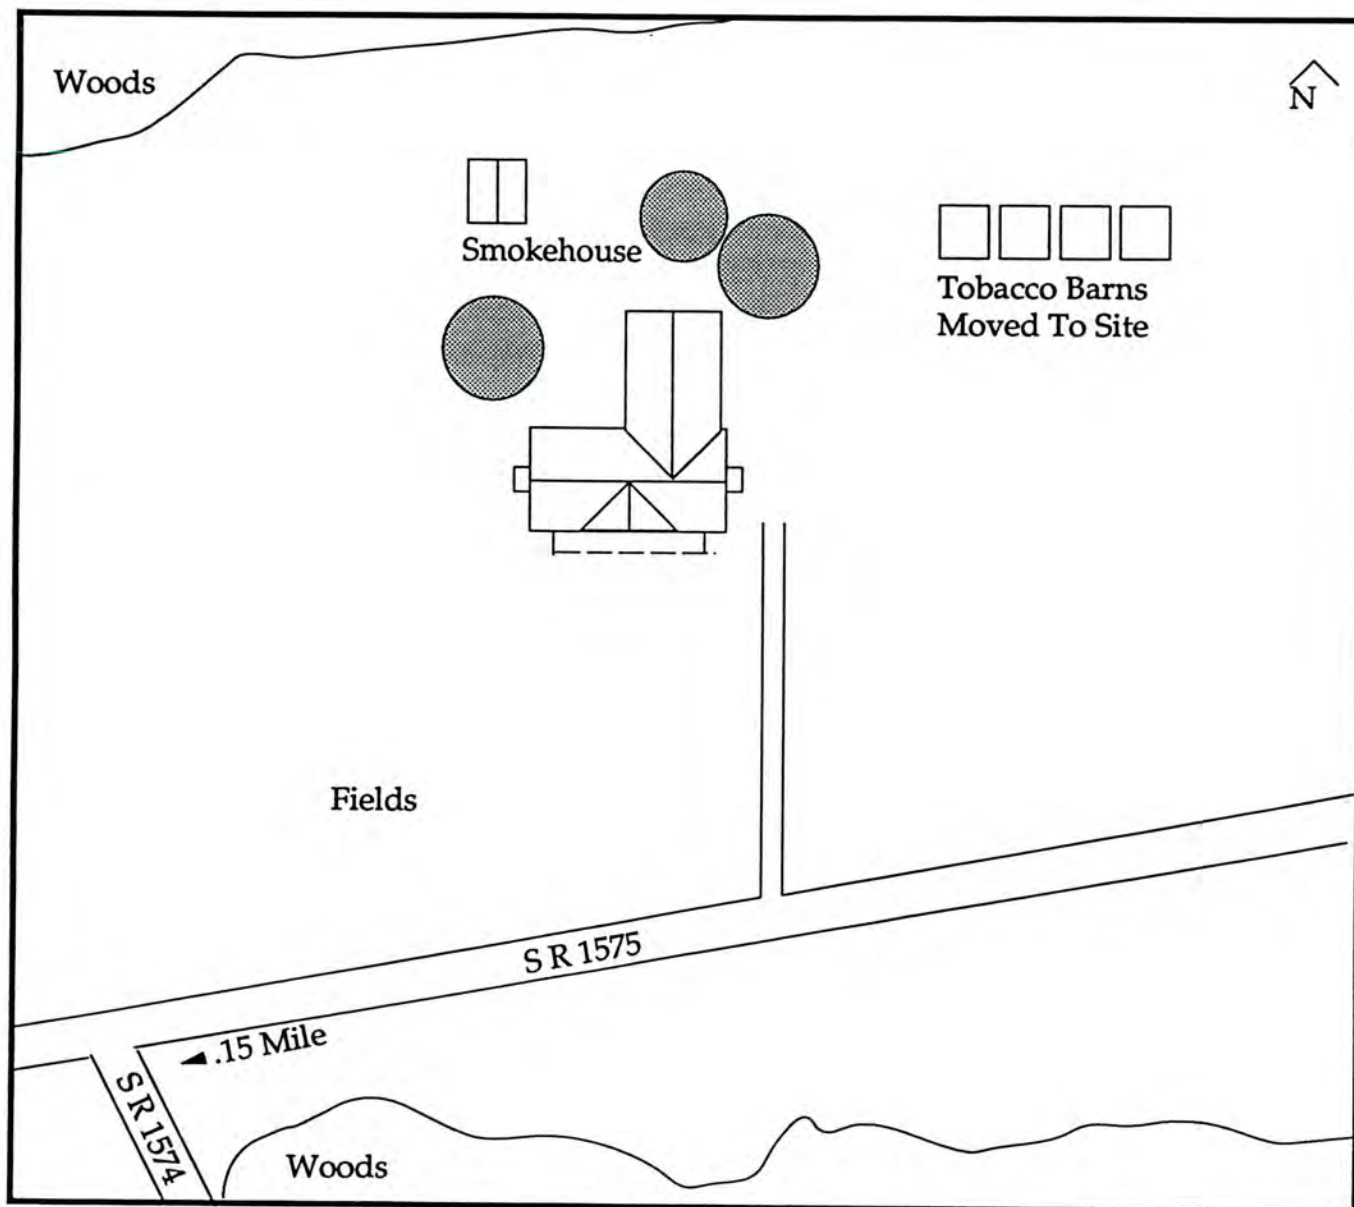 Woods
N
Smokehouse
Tobacco Barns
Moved To Site
Fields
S R 1575
.15 Mile
S R 1574
Woods